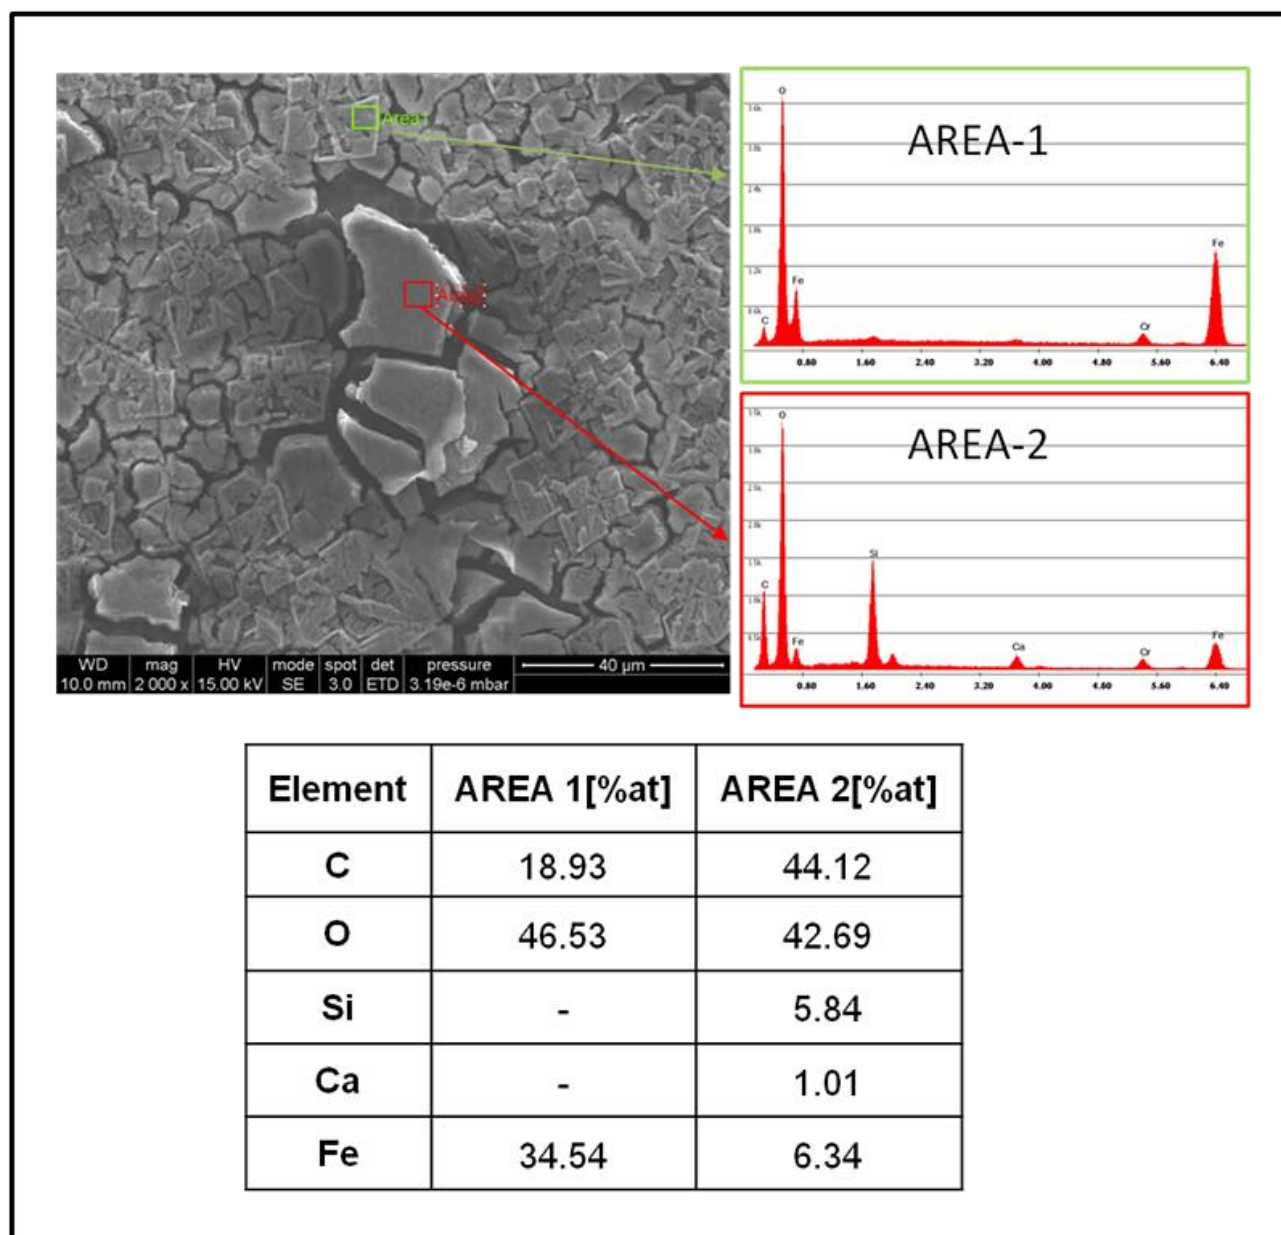 Area1
WD mag HV mode spot det pressure 40 µm
10.0 mm 2 000 x 15.00 kV SE 3.0 ETD 3.19e-6 mbar
AREA-1
O
Fe
C
Cr
Fe
0.80 1.60 2.40 3.20 4.00 4.80 5.60 6.40
AREA-2
O
C
Fe
Si
Ca
Cr
Fe
0.80 1.60 2.40 3.20 4.00 4.80 5.60 6.40
Element AREA 1[%at] AREA 2[%at]
C 18.93 44.12
O 46.53 42.69
Si - 5.84
Ca - 1.01
Fe 34.54 6.34